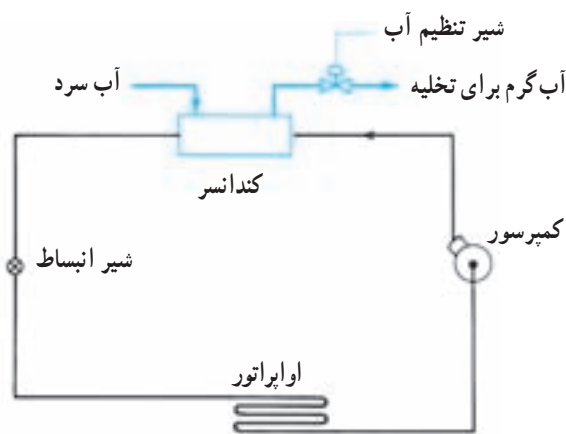 شیر تنظیم آب
آب سرد
آب گرم برای تخلیه
کندانسر
کمپرسور
شیر انبساط
اواپراتور